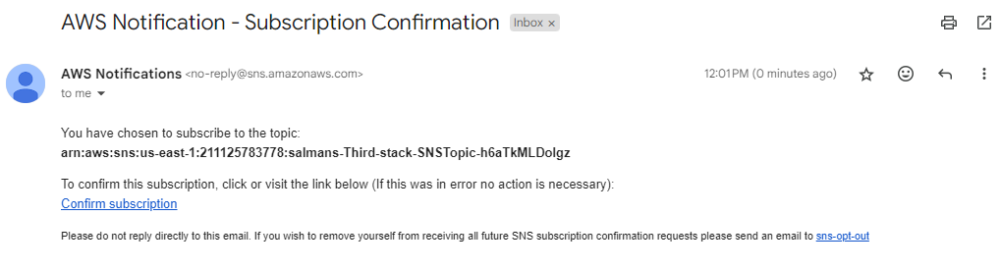 AWS Notification - Subscription Confirmation Inbox ×
AWS Notifications <no-reply@sns.amazonaws.com> 12:01 PM (0 minutes ago)
to me
You have chosen to subscribe to the topic:
arn:aws:sns:us-east-1:211125783778:salmans-Third-stack-SNSTopic-h6aTkMLDolgz
To confirm this subscription, click or visit the link below (If this was in error no action is necessary):
Confirm subscription
Please do not reply directly to this email. If you wish to remove yourself from receiving all future SNS subscription confirmation requests please send an email to sns-opt-out